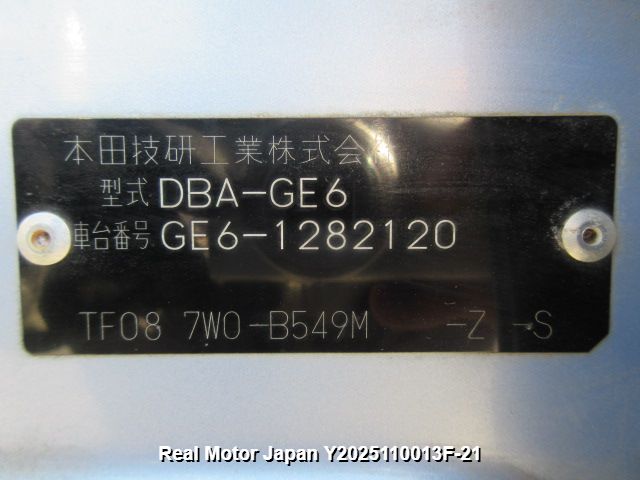 本田技研工業株式会社
型式 DBA-GE6
車台番号 GE6-1282120
TF08 7W0-B549M -Z -S
Real Motor Japan Y2025110013F-21